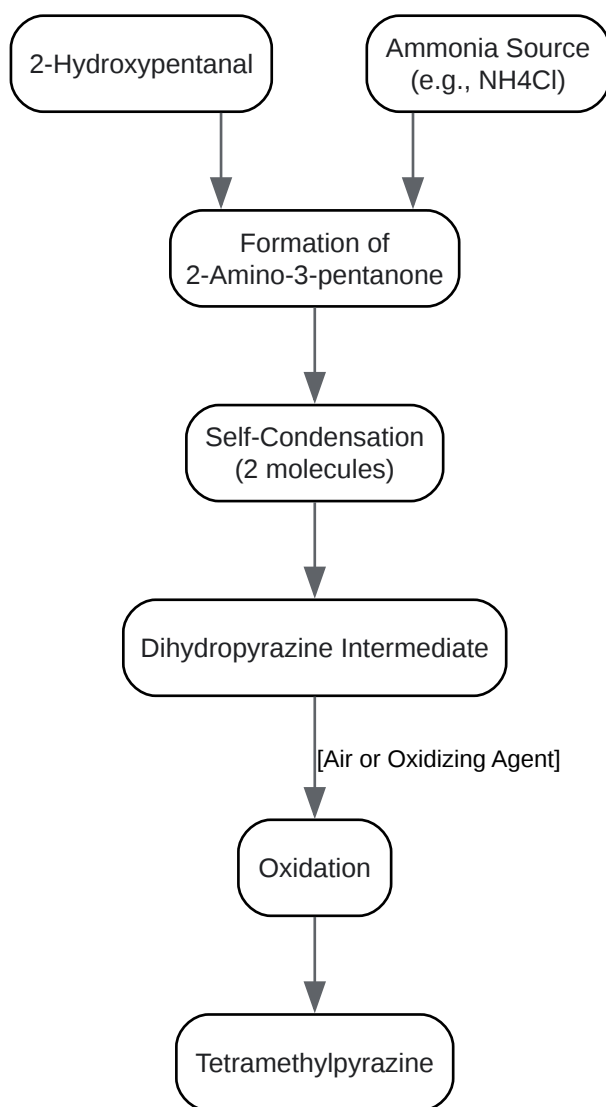 2-Hydroxypentanal
Ammonia Source
(e.g., NH4Cl)
Formation of
2-Amino-3-pentanone
Self-Condensation
(2 molecules)
Dihydropyrazine Intermediate
[Air or Oxidizing Agent]
Oxidation
Tetramethylpyrazine